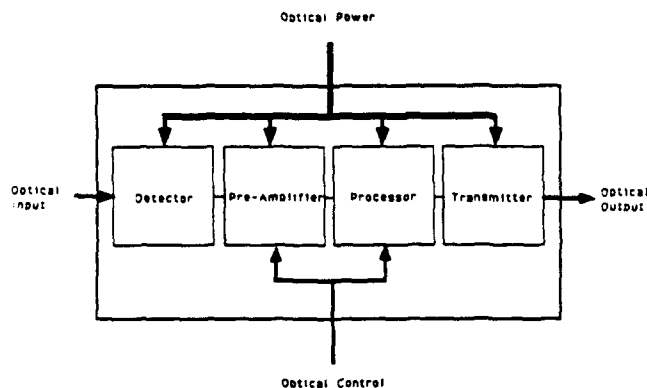 Optical Power
Optical
Input
Detector
Pre-Amplifier
Processor
Transmitter
Optical
Output
Optical Control